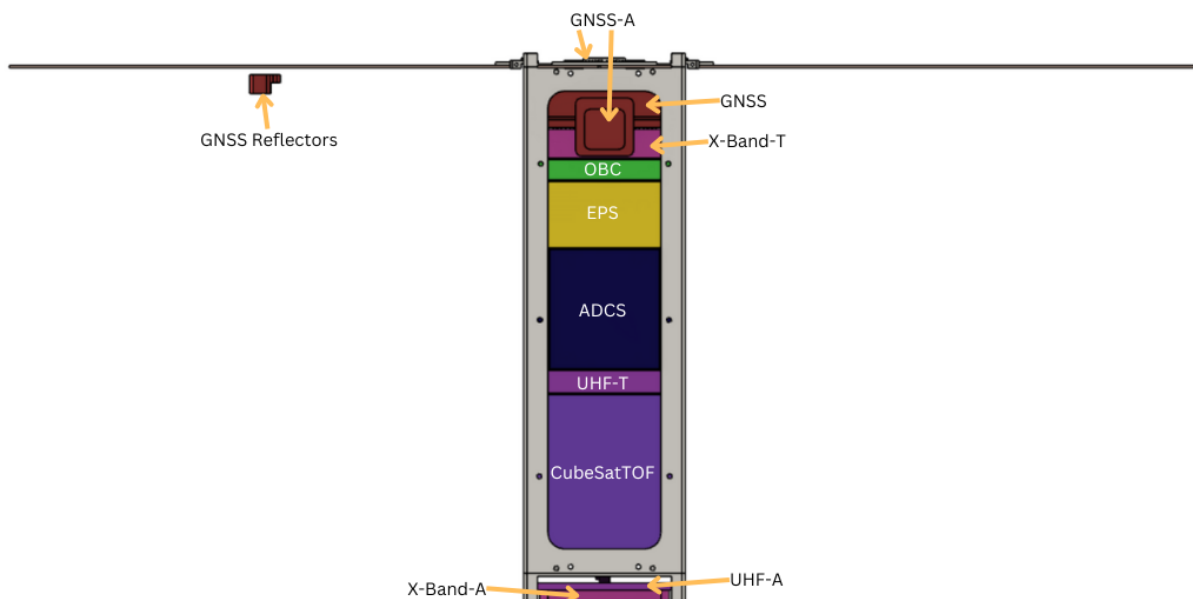 GNSS-A
GNSS
GNSS Reflectors
X-Band-T
OBC
EPS
ADCS
UHF-T
CubeSatTOF
X-Band-A
UHF-A